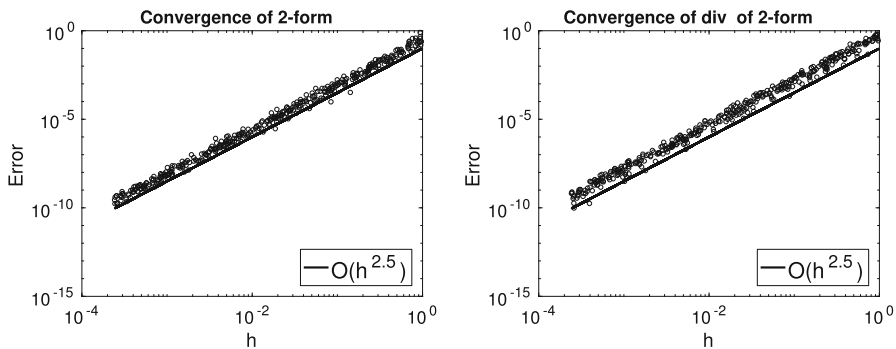 Convergence of 2-form
Error
10^0
10^-5
10^-10
10^-15
O(h^2.5)
10^-4
10^-2
10^0
h
Convergence of div of 2-form
Error
10^0
10^-5
10^-10
10^-15
O(h^2.5)
10^-4
10^-2
10^0
h